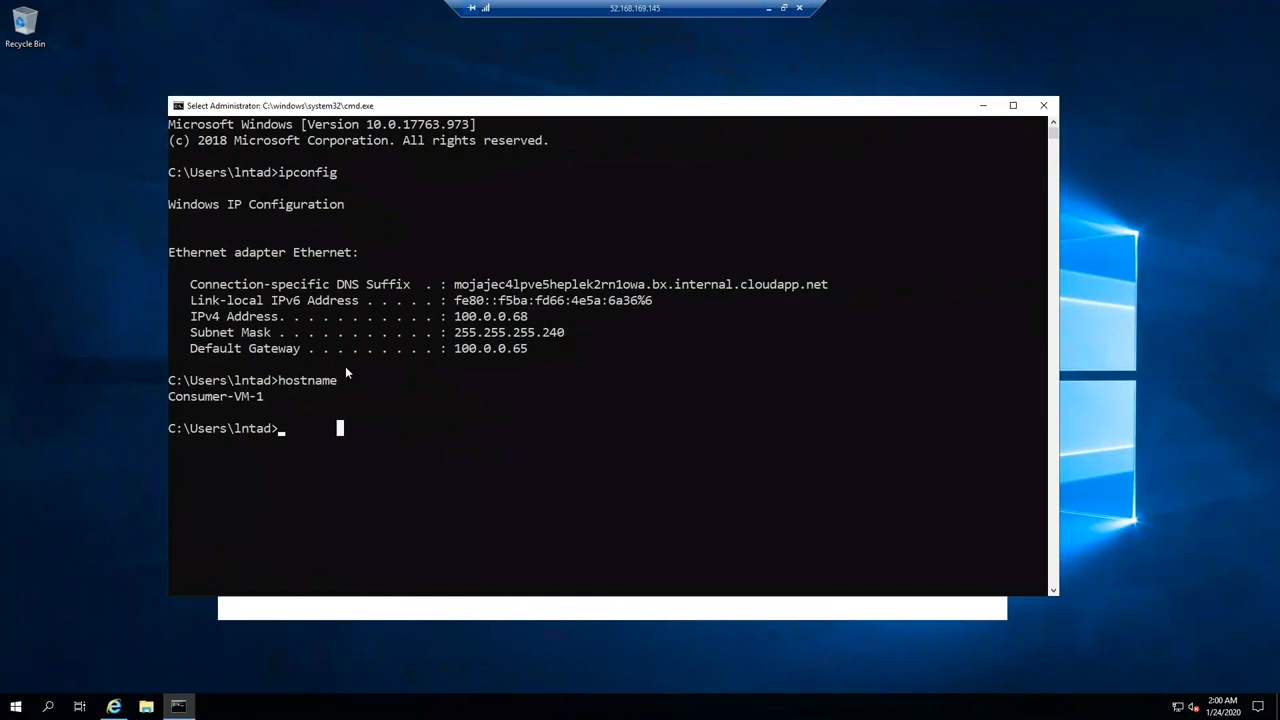 52.168.169.145
Recycle Bin
Select Administrator: C:\windows\system32\cmd.exe
Microsoft Windows [Version 10.0.17763.973]
(c) 2018 Microsoft Corporation. All rights reserved.
C:\Users\lntad>ipconfig
Windows IP Configuration
Ethernet adapter Ethernet:
Connection-specific DNS Suffix  . : mojajec4lpve5heplek2rn1owa.bx.internal.cloudapp.net
Link-local IPv6 Address . . . . . : fe80::f5ba:fd66:4e5a:6a36%6
IPv4 Address. . . . . . . . . . . : 100.0.0.68
Subnet Mask . . . . . . . . . . . : 255.255.255.240
Default Gateway . . . . . . . . . : 100.0.0.65
C:\Users\lntad>hostname
Consumer-VM-1
C:\Users\lntad>_
2:00 AM
1/24/2020